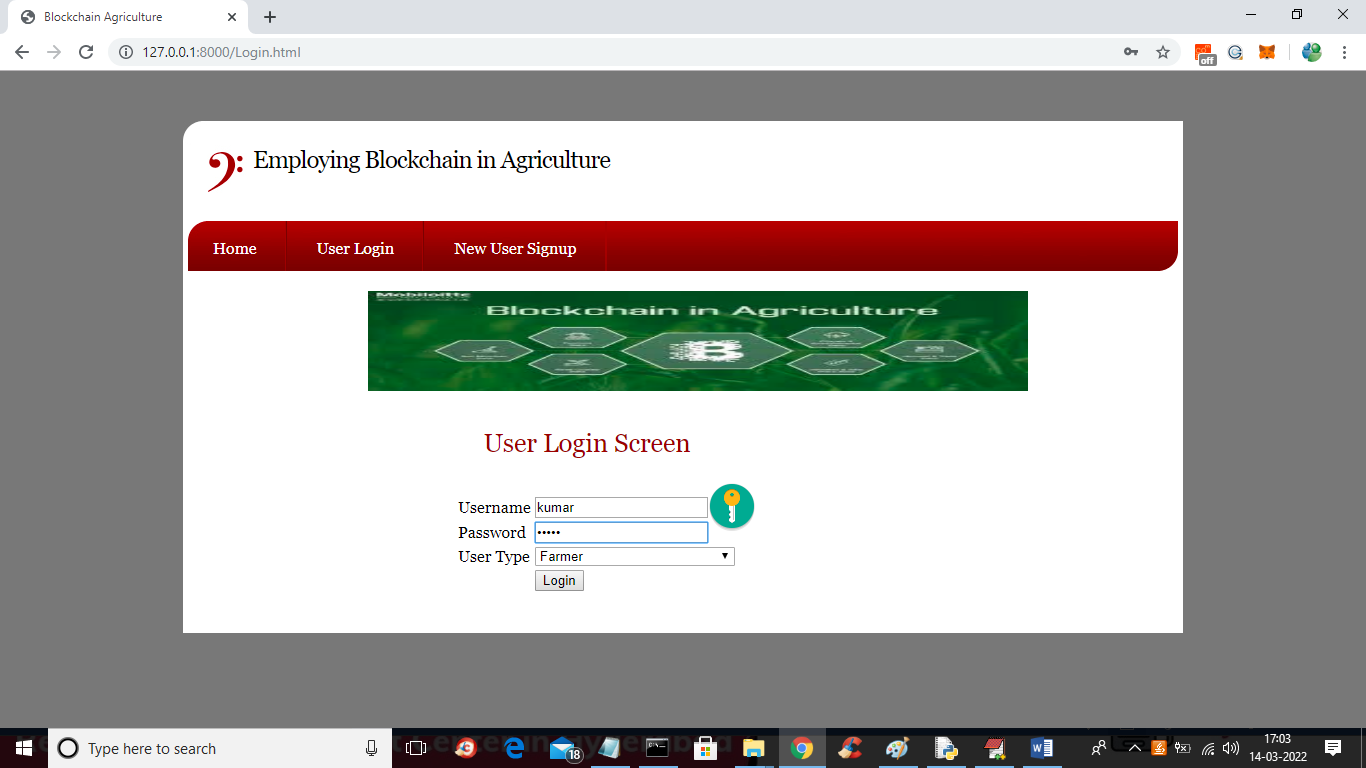 Blockchain Agriculture
127.0.0.1:8000/Login.html
off
Employing Blockchain in Agriculture
Home User Login New User Signup
Mobiloitte
Blockchain in Agriculture
User Login Screen
Username kumar
Password •••••
User Type Farmer
Login
Type here to search
18
17:03
14-03-2022